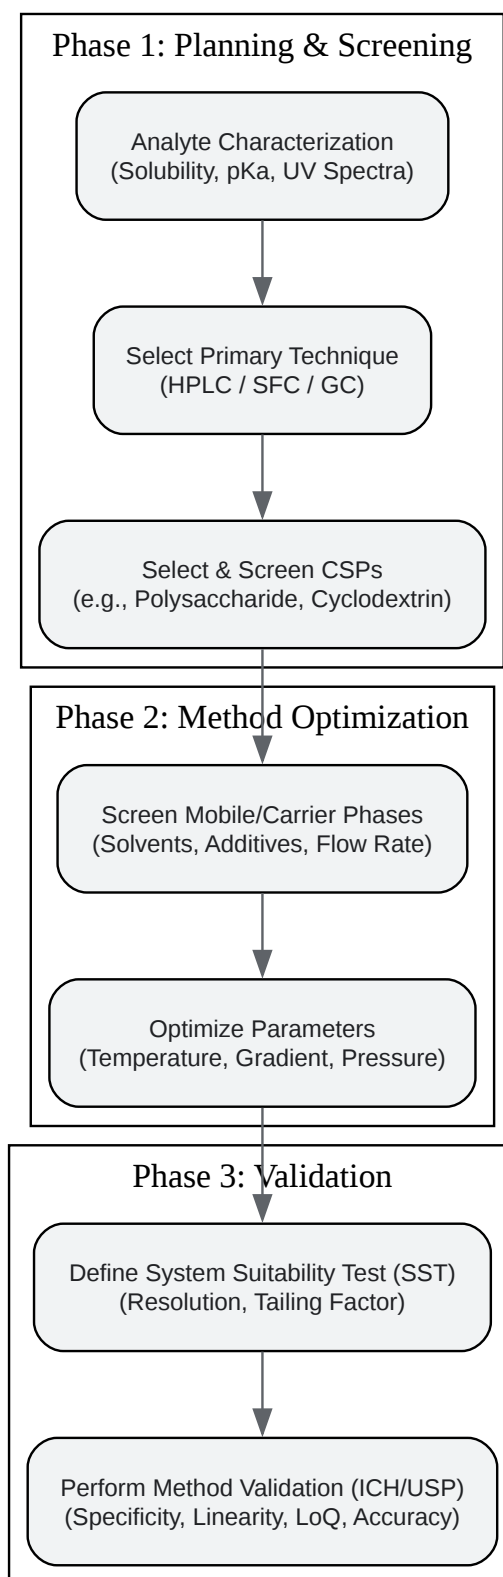 Phase 1: Planning & Screening
Analyte Characterization
(Solubility, pKa, UV Spectra)
Select Primary Technique
(HPLC / SFC / GC)
Select & Screen CSPs
(e.g., Polysaccharide, Cyclodextrin)
Phase 2: Method Optimization
Screen Mobile/Carrier Phases
(Solvents, Additives, Flow Rate)
Optimize Parameters
(Temperature, Gradient, Pressure)
Phase 3: Validation
Define System Suitability Test (SST)
(Resolution, Tailing Factor)
Perform Method Validation (ICH/USP)
(Specificity, Linearity, LoQ, Accuracy)